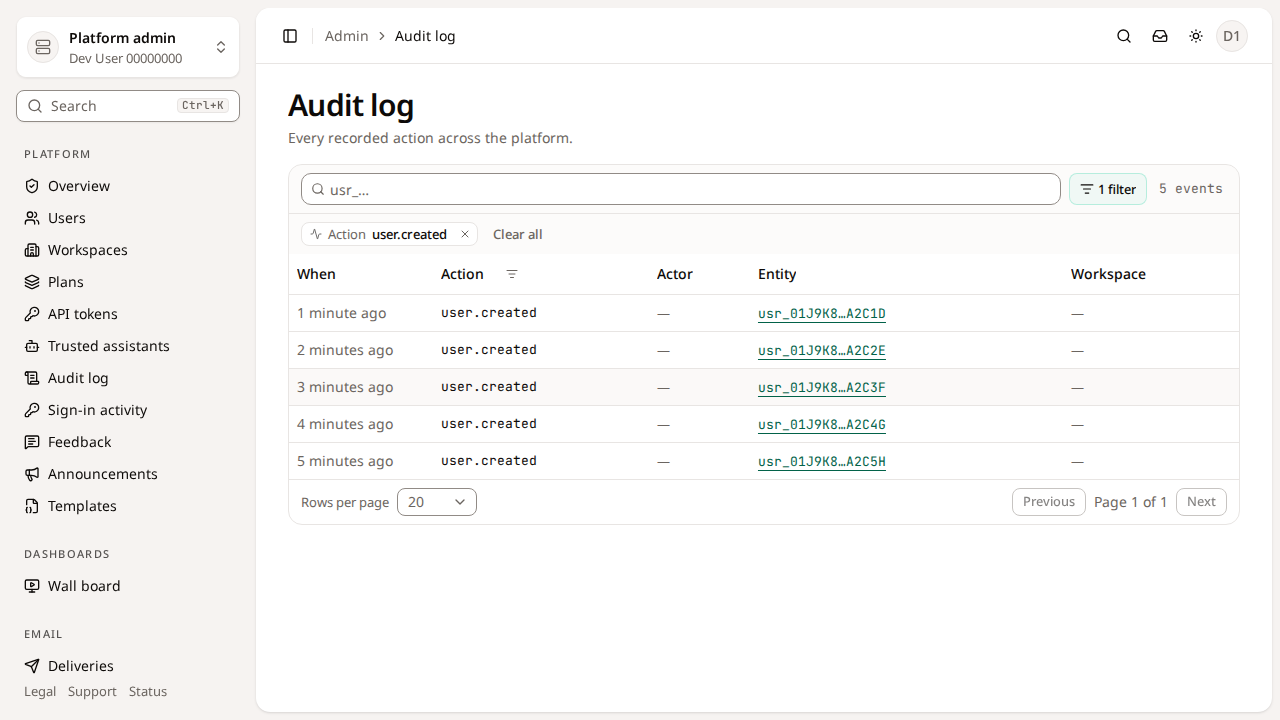 Platform admin
Dev User 00000000
Search Ctrl+K
PLATFORM
Overview
Users
Workspaces
Plans
API tokens
Trusted assistants
Audit log
Sign-in activity
Feedback
Announcements
Templates
DASHBOARDS
Wall board
EMAIL
Deliveries
Legal Support Status
Admin Audit log
D1
Audit log
Every recorded action across the platform.
usr_… 1 filter 5 events
Action user.created Clear all
When Action Actor Entity Workspace
1 minute ago user.created — usr_01J9K8…A2C1D —
2 minutes ago user.created — usr_01J9K8…A2C2E —
3 minutes ago user.created — usr_01J9K8…A2C3F —
4 minutes ago user.created — usr_01J9K8…A2C4G —
5 minutes ago user.created — usr_01J9K8…A2C5H —
Rows per page 20 Previous Page 1 of 1 Next